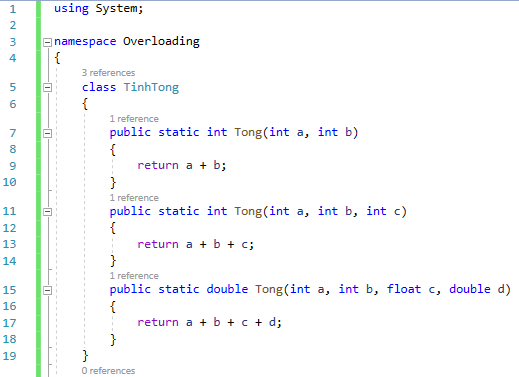 1 using System;
2
3 namespace Overloading
4 {
3 references
5 class TinhTong
6 {
1 reference
7 public static int Tong(int a, int b)
8 {
9 return a + b;
10 }
1 reference
11 public static int Tong(int a, int b, int c)
12 {
13 return a + b + c;
14 }
1 reference
15 public static double Tong(int a, int b, float c, double d)
16 {
17 return a + b + c + d;
18 }
19 }
0 references